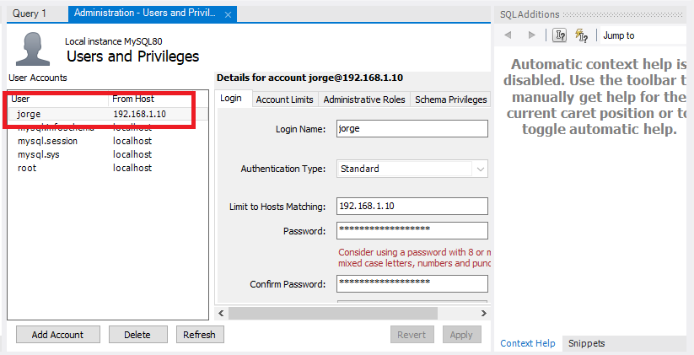 Query 1
Administration - Users and Privil...
SQLAdditions
Local instance MySQL80
Users and Privileges
Jump to
Automatic context help is
disabled. Use the toolbar t
manually get help for the
current caret position or to
toggle automatic help.
User Accounts
User From Host
jorge 192.168.1.10
mysql.infoschema localhost
mysql.session localhost
mysql.sys localhost
root localhost
Details for account jorge@192.168.1.10
Login Account Limits Administrative Roles Schema Privileges
Login Name: jorge
Authentication Type: Standard
Limit to Hosts Matching: 192.168.1.10
Password: ******************
Consider using a password with 8 or m
mixed case letters, numbers and punc
Confirm Password: ******************
Add Account Delete Refresh
Revert Apply
Context Help Snippets